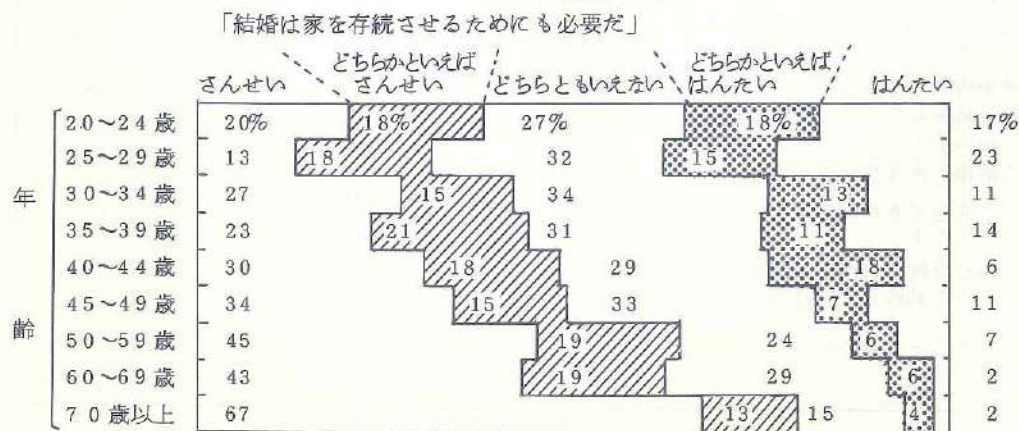 「結婚は家を存続させるためにも必要だ」
どちらかといえば どちらかといえば
さんせい さんせい どちらともいえない はんたい はんたい
20~24歳 20% 18% 27% 18% 17%
25~29歳 13 18 32 15 23
年 30~34歳 27 15 34 13 11
35~39歳 23 21 31 11 14
40~44歳 30 18 29 18 6
45~49歳 34 15 33 7 11
齢 50~59歳 45 19 24 6 7
60~69歳 43 19 29 6 2
70歳以上 67 13 15 4 2